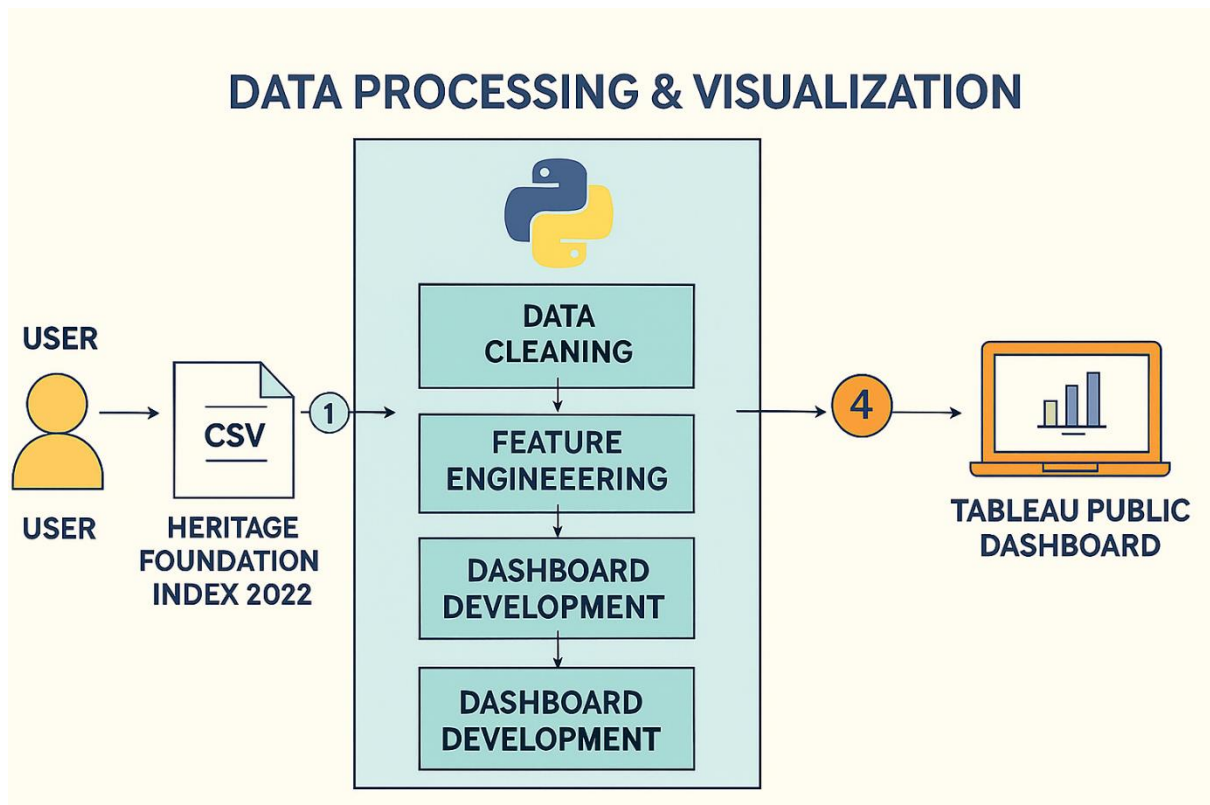 DATA PROCESSING & VISUALIZATION
USER
USER
CSV
HERITAGE
FOUNDATION
INDEX 2022
1
DATA
CLEANING
FEATURE
ENGINEEERING
DASHBOARD
DEVELOPMENT
DASHBOARD
DEVELOPMENT
4
TABLEAU PUBLIC
DASHBOARD